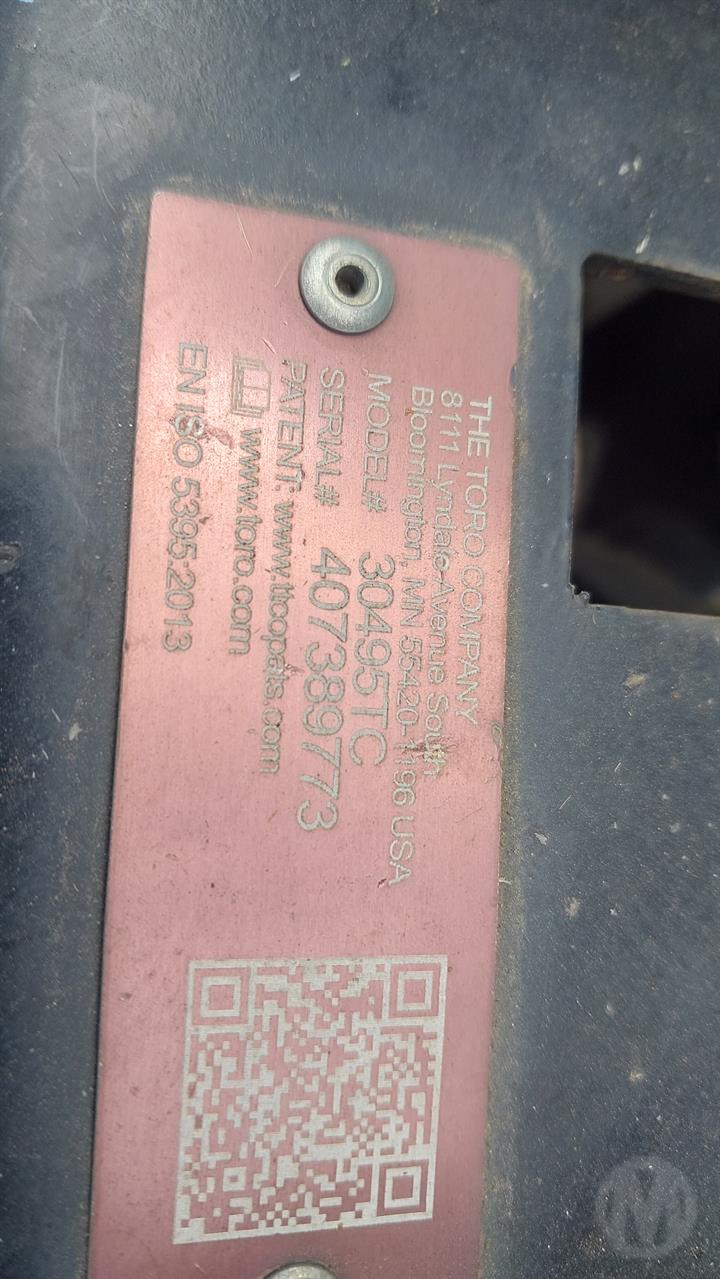 THE TORO COMPANY
8111 Lyndale Avenue South
Bloomington, MN 55420-1196 USA
MODEL# 30495TC
SERIAL# 407389773
PATENT: www.ttcopats.com
www.toro.com
EN ISO 5395:2013
M